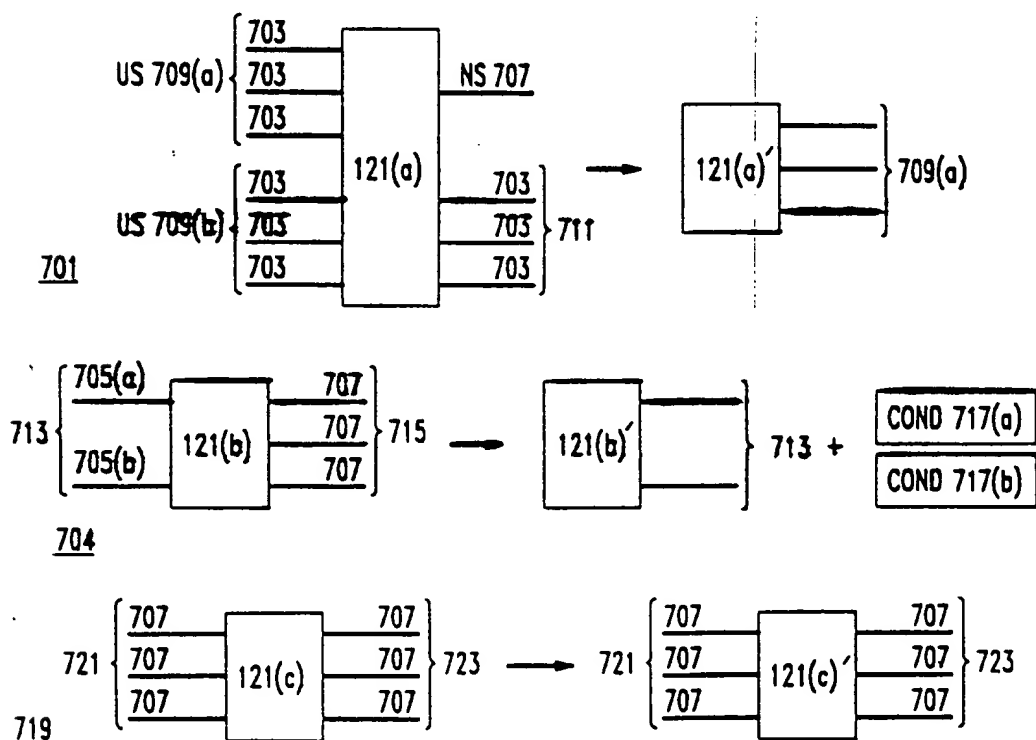 703
US 709(a) 703 NS 707
703
121(a) 121(a)′ 709(a)
703 703
US 709(b) 703 703 711
703 703
701
705(a) 707
713 121(b) 707 715 121(b)′ 713 + COND 717(a)
705(b) 707 COND 717(b)
704
707 707 707 707
721 707 121(c) 707 723 721 707 121(c)′ 707 723
707 707 707 707
719